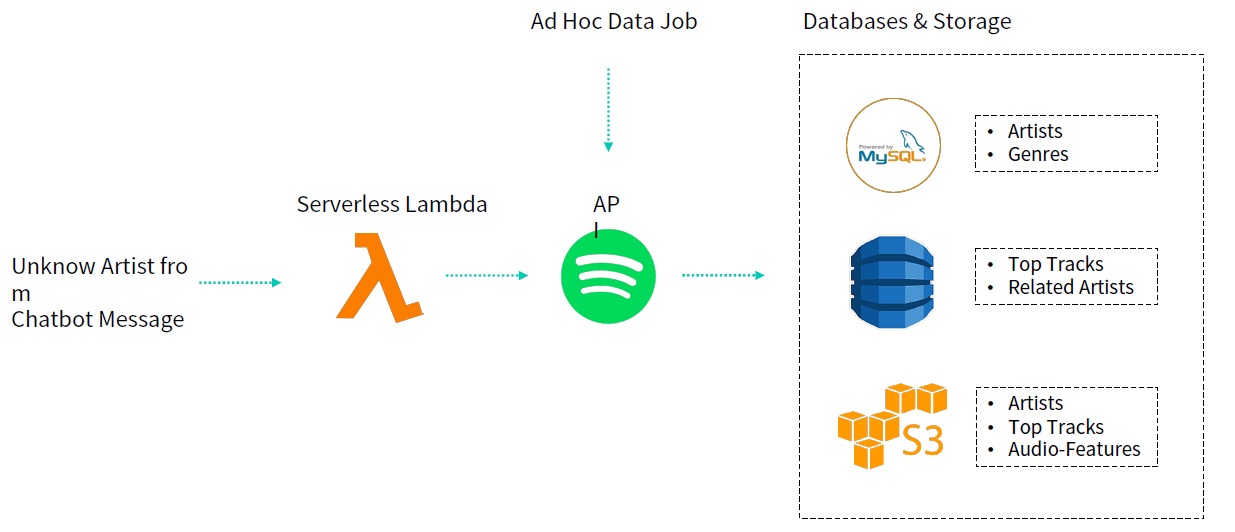 Ad Hoc Data Job
Databases & Storage
Powered by
MySQL®
• Artists
• Genres
Serverless Lambda
AP
I
Unknow Artist fro
m
Chatbot Message
• Top Tracks
• Related Artists
S3
• Artists
• Top Tracks
• Audio-Features